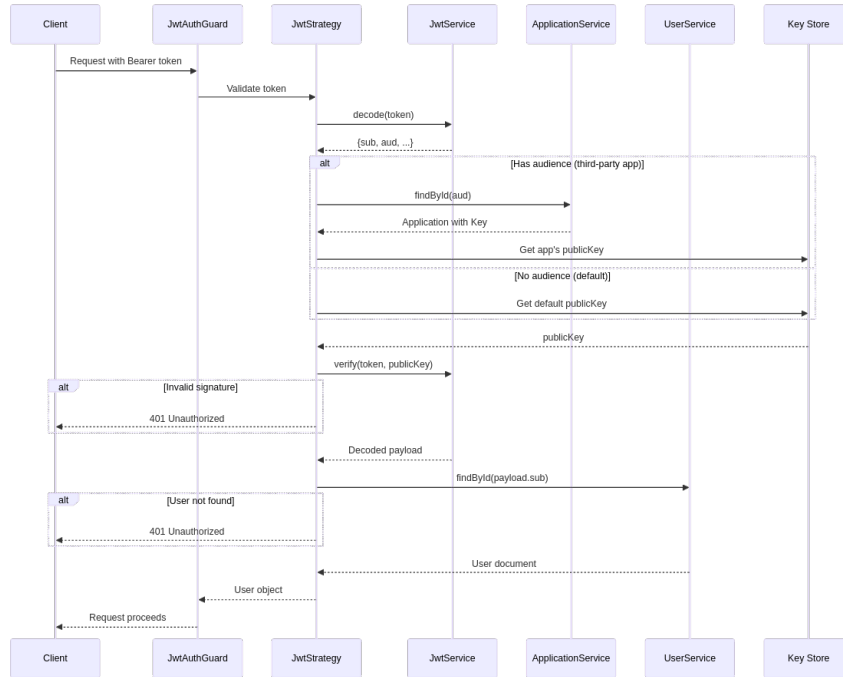 Client JwtAuthGuard JwtStrategy JwtService ApplicationService UserService Key Store
Request with Bearer token
Validate token
decode(token)
{sub, aud, ...}
alt [Has audience (third-party app)]
findById(aud)
Application with Key
Get app's publicKey
[No audience (default)]
Get default publicKey
publicKey
verify(token, publicKey)
alt [Invalid signature]
401 Unauthorized
Decoded payload
findById(payload.sub)
alt [User not found]
401 Unauthorized
User document
User object
Request proceeds
Client JwtAuthGuard JwtStrategy JwtService ApplicationService UserService Key Store